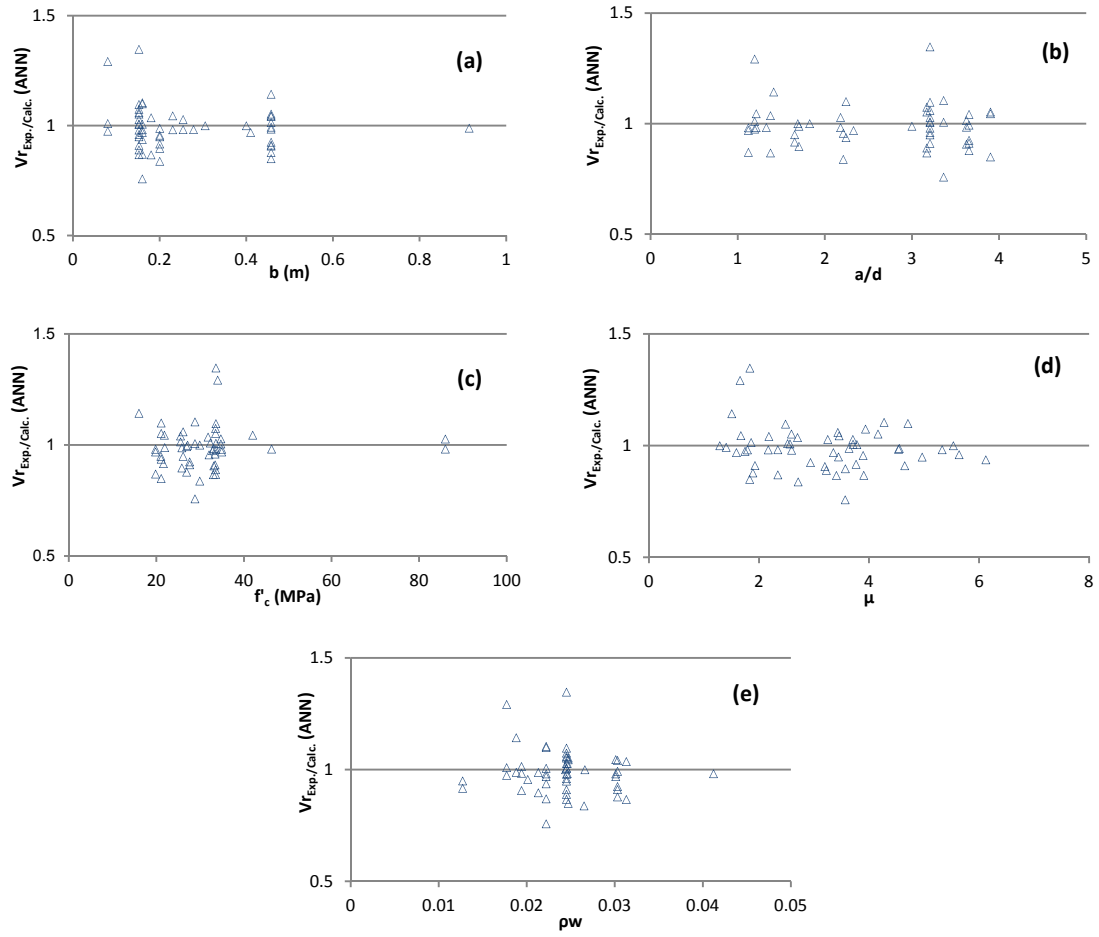 1.5
1
0.5
0 0.2 0.4 0.6 0.8 1
Vr Exp./Calc. (ANN)
b (m)
(a)
1.5
1
0.5
0 1 2 3 4 5
Vr Exp./Calc. (ANN)
a/d
(b)
1.5
1
0.5
0 20 40 60 80 100
Vr Exp./Calc. (ANN)
f'c (MPa)
(c)
1.5
1
0.5
0 2 4 6 8
Vr Exp./Calc. (ANN)
μ
(d)
1.5
1
0.5
0 0.01 0.02 0.03 0.04 0.05
Vr Exp./Calc. (ANN)
ρw
(e)